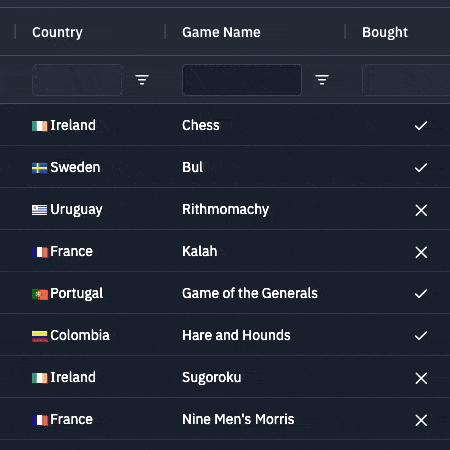 Country Game Name Bought
Ireland Chess
Sweden Bul
Uruguay Rithmomachy
France Kalah
Portugal Game of the Generals
Colombia Hare and Hounds
Ireland Sugoroku
France Nine Men's Morris